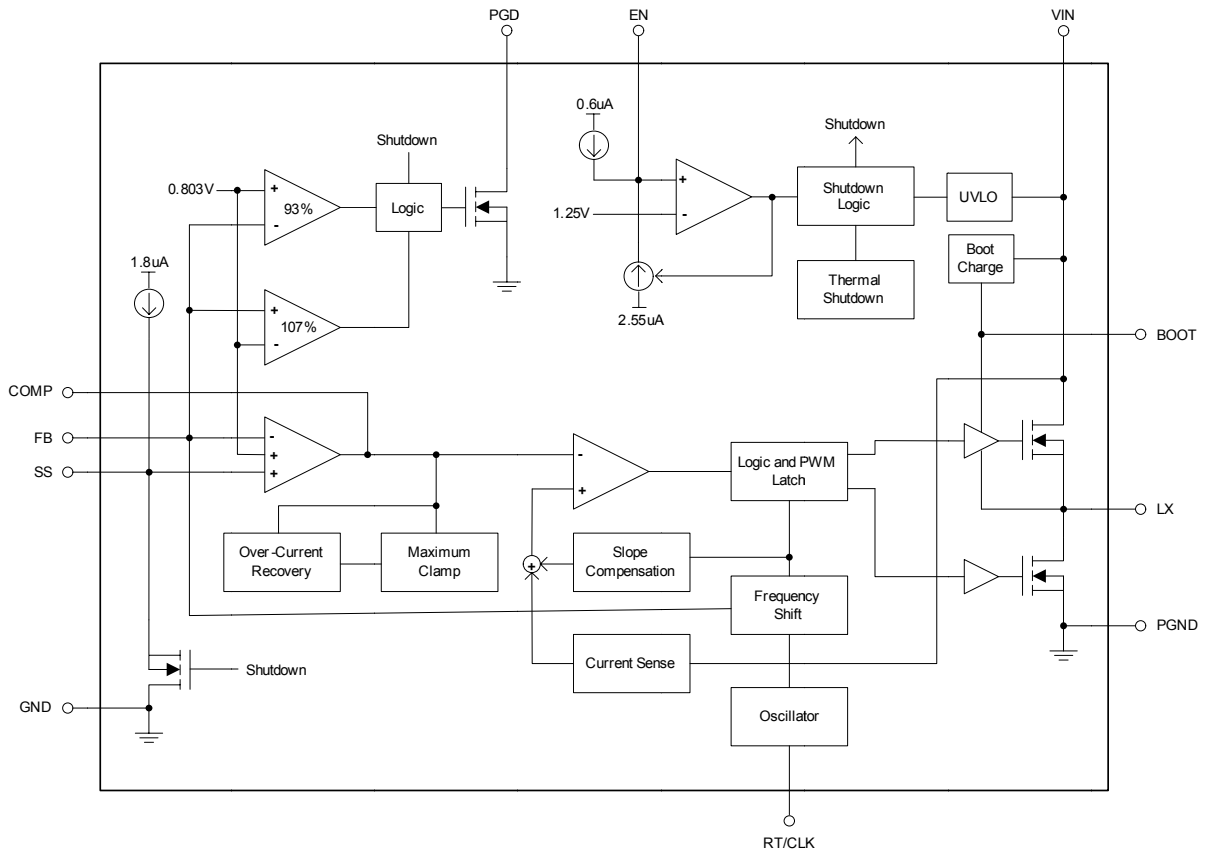 PGD
EN
VIN
0.6uA
Shutdown
Shutdown
0.803V
+
93%
-
Logic
+
-
1.25V
Shutdown
Logic
UVLO
1.8uA
Boot
Charge
Thermal
Shutdown
2.55uA
+
107%
-
BOOT
COMP
FB
SS
-
+
+
-
+
Logic and PWM
Latch
LX
Over-Current
Recovery
Maximum
Clamp
+
Slope
Compensation
Frequency
Shift
PGND
Shutdown
Current Sense
GND
Oscillator
RT/CLK